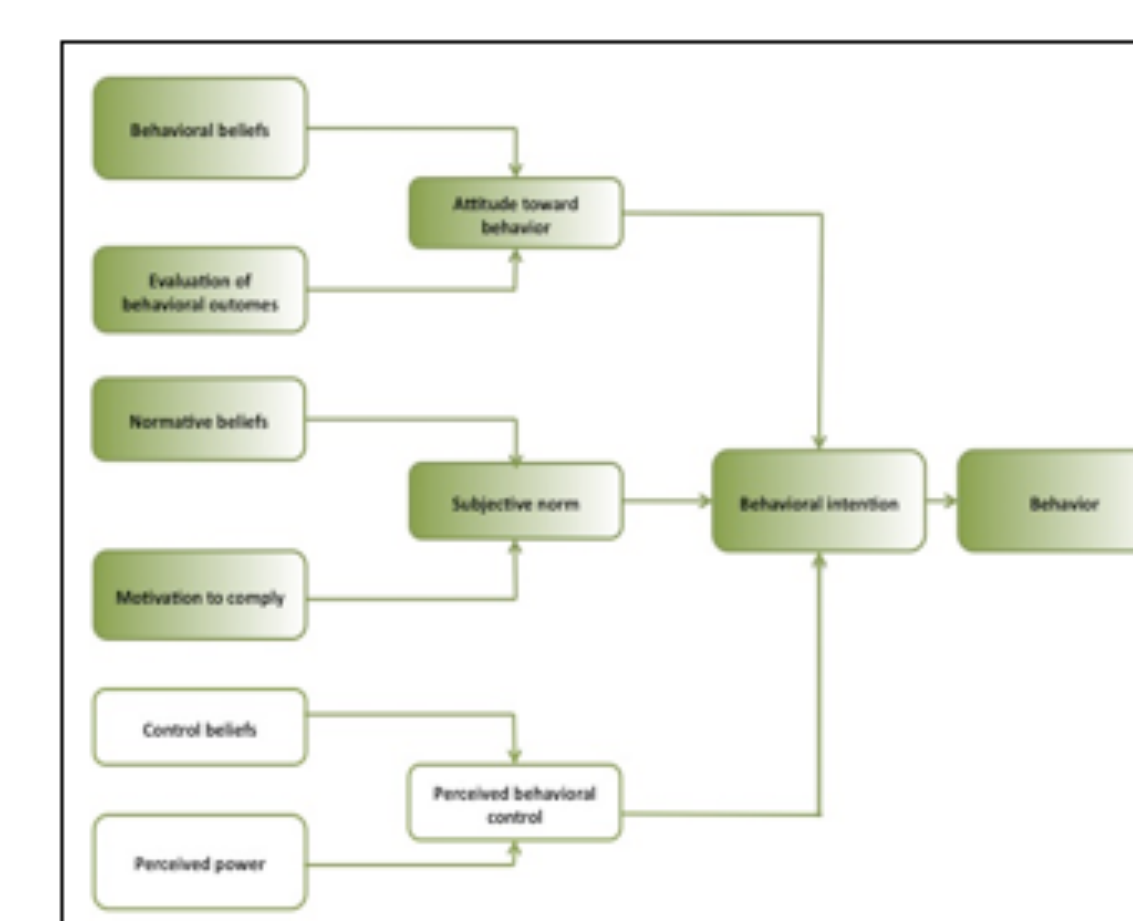 Behavioral beliefs
Attitude toward
behavior
Evaluation of
behavioral outomes
Normative beliefs
Subjective norm
Behavioral intention
Behavior
Motivation to comply
Control beliefs
Perceived behavioral
control
Perceived power